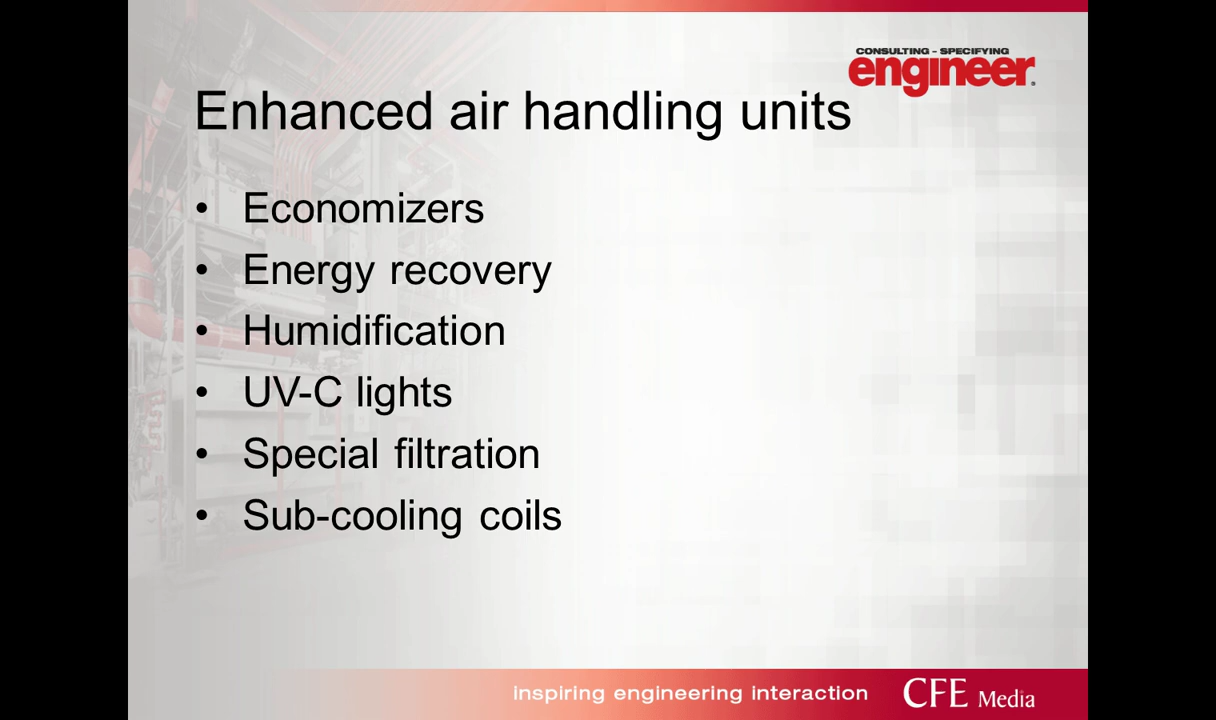 CONSULTING - SPECIFYING
engineer®
Enhanced air handling units
• Economizers
• Energy recovery
• Humidification
• UV-C lights
• Special filtration
• Sub-cooling coils
inspiring engineering interaction
CFE Media